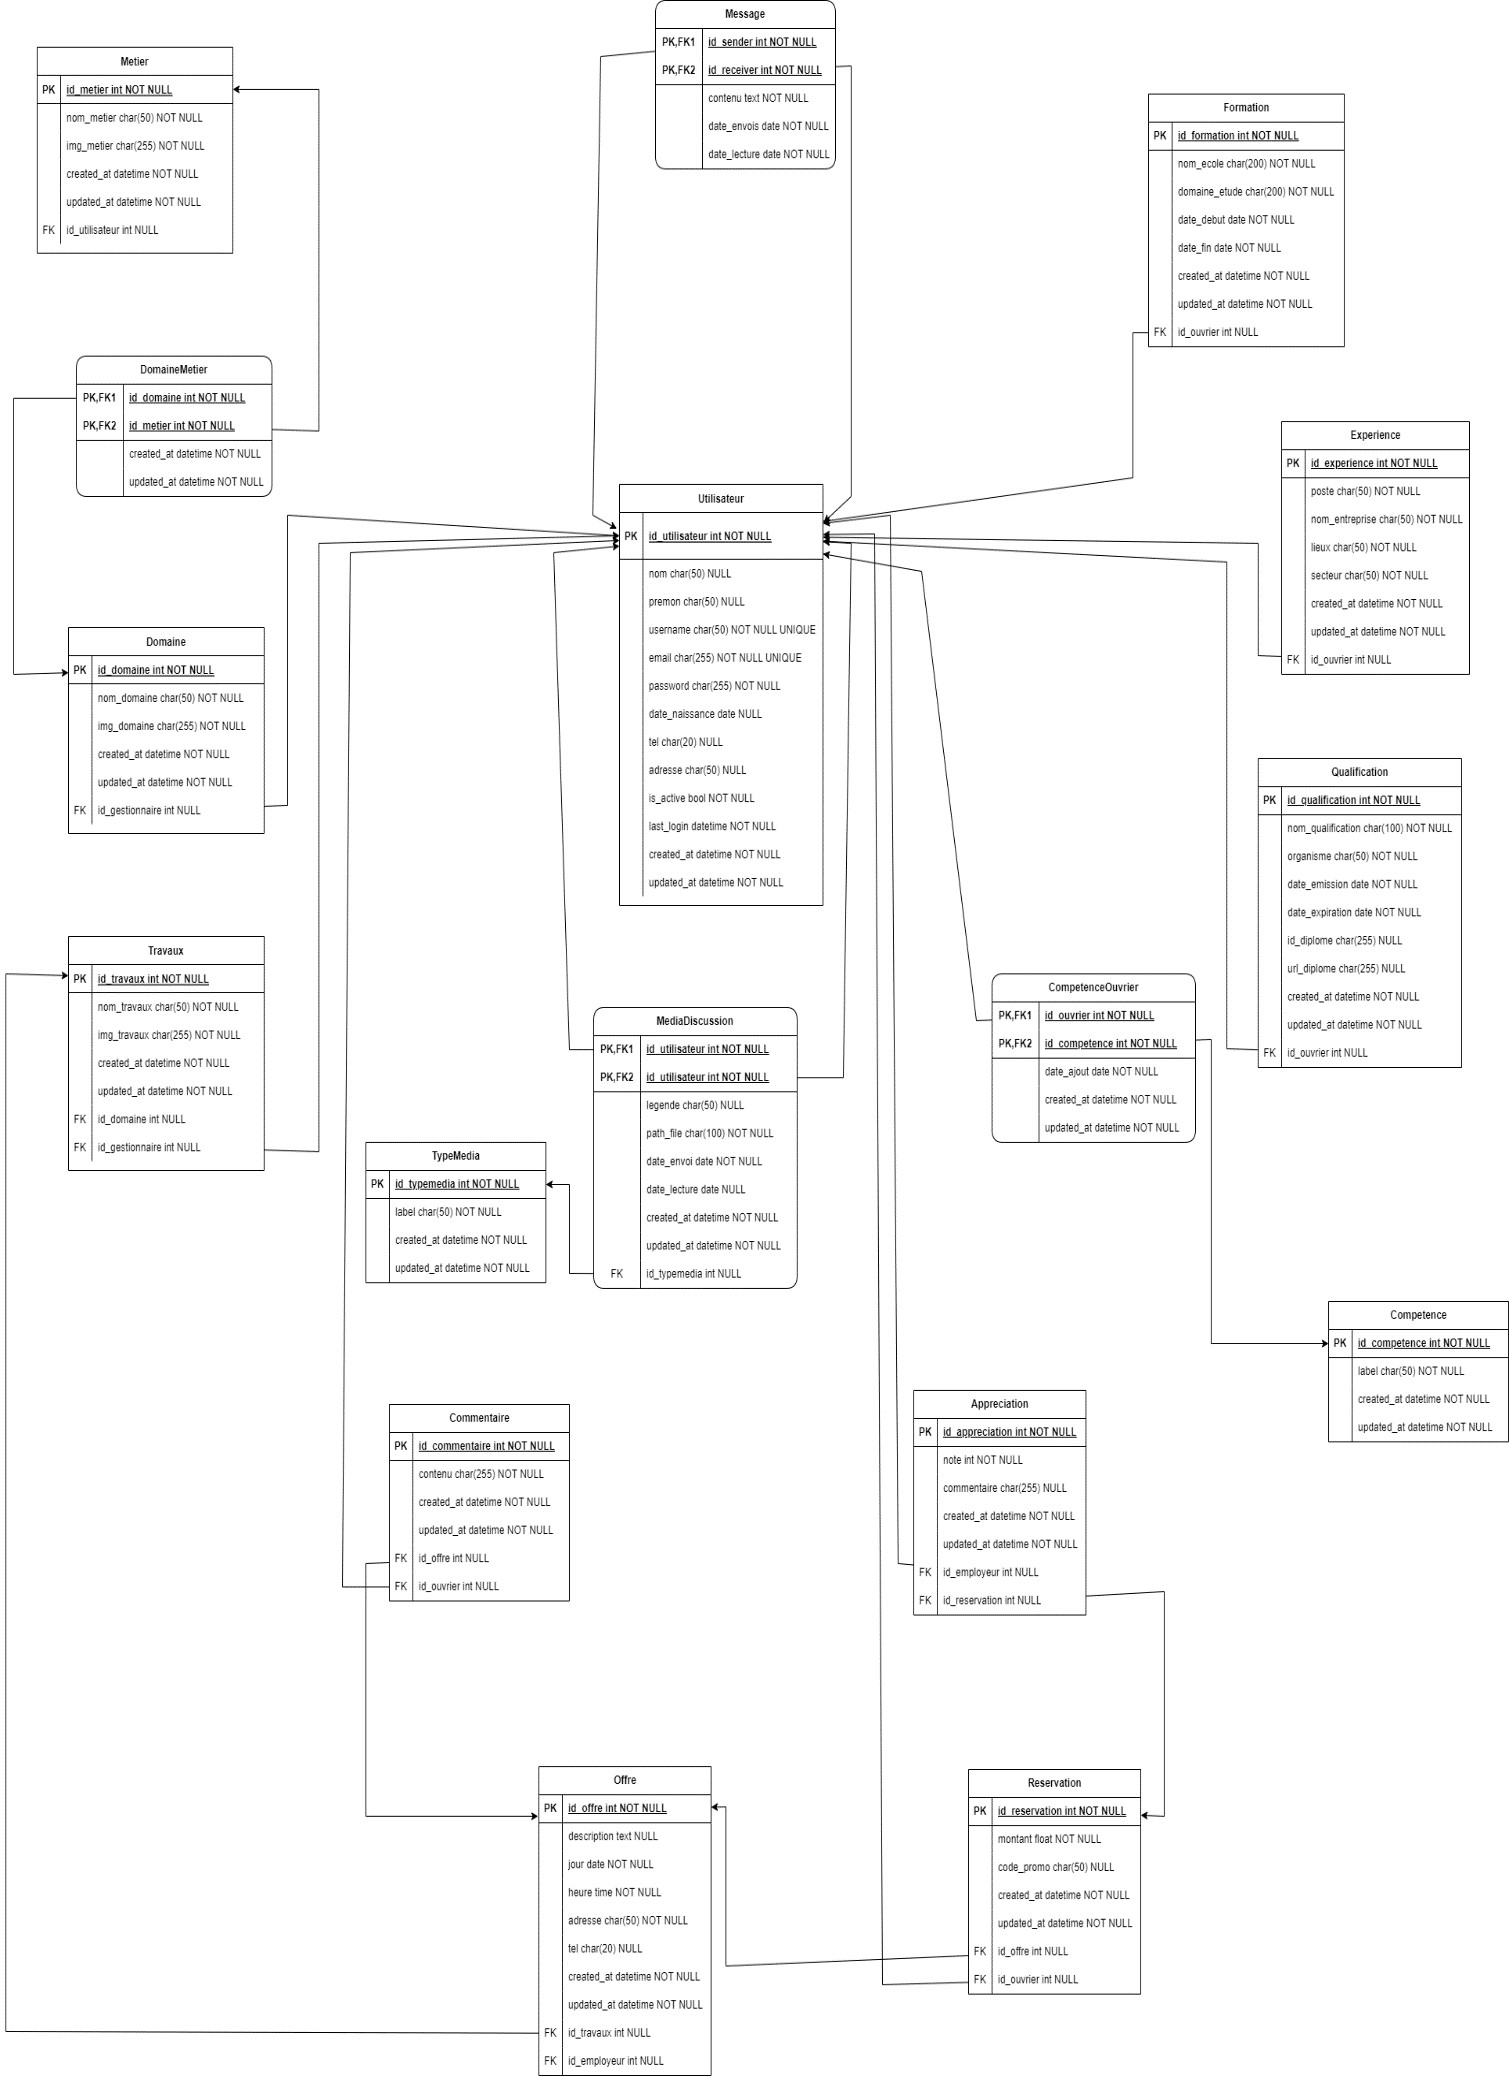 Message
PK,FK1 id_sender int NOT NULL
PK,FK2 id_receiver int NOT NULL
contenu text NOT NULL
date_envois date NOT NULL
date_lecture date NOT NULL
Metier
PK id_metier int NOT NULL
nom_metier char(50) NOT NULL
img_metier char(255) NOT NULL
created_at datetime NOT NULL
updated_at datetime NOT NULL
FK id_utilisateur int NULL
Formation
PK id_formation int NOT NULL
nom_ecole char(200) NOT NULL
domaine_etude char(200) NOT NULL
date_debut date NOT NULL
date_fin date NOT NULL
created_at datetime NOT NULL
updated_at datetime NOT NULL
FK id_ouvrier int NULL
DomaineMetier
PK,FK1 id_domaine int NOT NULL
PK,FK2 id_metier int NOT NULL
created_at datetime NOT NULL
updated_at datetime NOT NULL
Experience
PK id_experience int NOT NULL
poste char(50) NOT NULL
nom_entreprise char(50) NOT NULL
lieux char(50) NOT NULL
secteur char(50) NOT NULL
created_at datetime NOT NULL
updated_at datetime NOT NULL
FK id_ouvrier int NULL
Utilisateur
PK id_utilisateur int NOT NULL
nom char(50) NULL
premon char(50) NULL
username char(50) NOT NULL UNIQUE
email char(255) NOT NULL UNIQUE
password char(255) NOT NULL
date_naissance date NULL
tel char(20) NULL
adresse char(50) NULL
is_active bool NOT NULL
last_login datetime NOT NULL
created_at datetime NOT NULL
updated_at datetime NOT NULL
Domaine
PK id_domaine int NOT NULL
nom_domaine char(50) NOT NULL
img_domaine char(255) NOT NULL
created_at datetime NOT NULL
updated_at datetime NOT NULL
FK id_gestionnaire int NULL
Qualification
PK id_qualification int NOT NULL
nom_qualification char(100) NOT NULL
organisme char(50) NOT NULL
date_emission date NOT NULL
date_expiration date NOT NULL
id_diplome char(255) NULL
url_diplome char(255) NULL
created_at datetime NOT NULL
updated_at datetime NOT NULL
FK id_ouvrier int NULL
Travaux
PK id_travaux int NOT NULL
nom_travaux char(50) NOT NULL
img_travaux char(255) NOT NULL
created_at datetime NOT NULL
updated_at datetime NOT NULL
FK id_domaine int NULL
FK id_gestionnaire int NULL
CompetenceOuvrier
PK,FK1 id_ouvrier int NOT NULL
PK,FK2 id_competence int NOT NULL
date_ajout date NOT NULL
created_at datetime NOT NULL
updated_at datetime NOT NULL
MediaDiscussion
PK,FK1 id_utilisateur int NOT NULL
PK,FK2 id_utilisateur int NOT NULL
legende char(50) NULL
path_file char(100) NOT NULL
date_envoi date NOT NULL
date_lecture date NULL
created_at datetime NOT NULL
updated_at datetime NOT NULL
FK id_typemedia int NULL
TypeMedia
PK id_typemedia int NOT NULL
label char(50) NOT NULL
created_at datetime NOT NULL
updated_at datetime NOT NULL
Competence
PK id_competence int NOT NULL
label char(50) NOT NULL
created_at datetime NOT NULL
updated_at datetime NOT NULL
Commentaire
PK id_commentaire int NOT NULL
contenu char(255) NOT NULL
created_at datetime NOT NULL
updated_at datetime NOT NULL
FK id_offre int NULL
FK id_ouvrier int NULL
Appreciation
PK id_appreciation int NOT NULL
note int NOT NULL
commentaire char(255) NULL
created_at datetime NOT NULL
updated_at datetime NOT NULL
FK id_employeur int NULL
FK id_reservation int NULL
Offre
PK id_offre int NOT NULL
description text NULL
jour date NOT NULL
heure time NOT NULL
adresse char(50) NOT NULL
tel char(20) NULL
created_at datetime NOT NULL
updated_at datetime NOT NULL
FK id_travaux int NULL
FK id_employeur int NULL
Reservation
PK id_reservation int NOT NULL
montant float NOT NULL
code_promo char(50) NULL
created_at datetime NOT NULL
updated_at datetime NOT NULL
FK id_offre int NULL
FK id_ouvrier int NULL